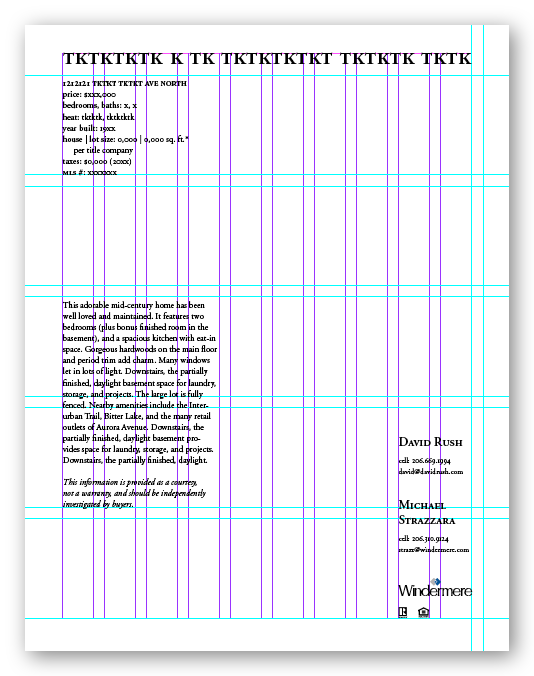 TKTKTKTK K TK TKTKTKTKT TKTKTK TKTK
1212121 TKTKT TKTKT AVE NORTH
price: $xxx,000
bedrooms, baths: x, x
heat: tktktk, tktktktk
year built: 19xx
house | lot size: 0,000 | 0,000 sq. ft.*
per title company
taxes: $0,000 (20xx)
MLS #: xxxxxxx
This adorable mid-century home has been
well loved and maintained. It features two
bedrooms (plus bonus finished room in the
basement), and a spacious kitchen with eat-in
space. Gorgeous hardwoods on the main floor
and period trim add charm. Many windows
let in lots of light. Downstairs, the partially
finished, daylight basement space for laundry,
storage, and projects. The large lot is fully
fenced. Nearby amenities include the Inter-
urban Trail, Bitter Lake, and the many retail
outlets of Aurora Avenue. Downstairs, the
partially finished, daylight basement pro-
vides space for laundry, storage, and projects.
Downstairs, the partially finished, daylight.
This information is provided as a courtesy,
not a warranty, and should be independently
investigated by buyers.
David Rush
cell: 206.669.1994
david@davidrush.com
Michael
Strazzara
cell: 206.310.9124
strazz@windermere.com
Windermere